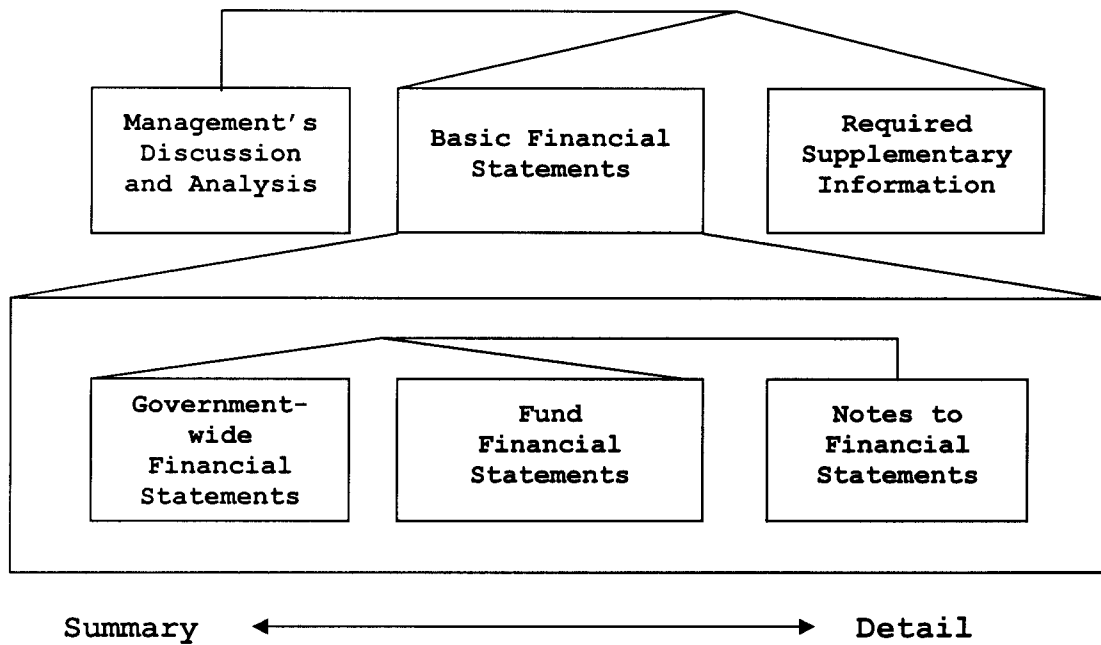 Management's
Discussion
and Analysis
Basic Financial
Statements
Required
Supplementary
Information
Government-
wide
Financial
Statements
Fund
Financial
Statements
Notes to
Financial
Statements
Summary
Detail